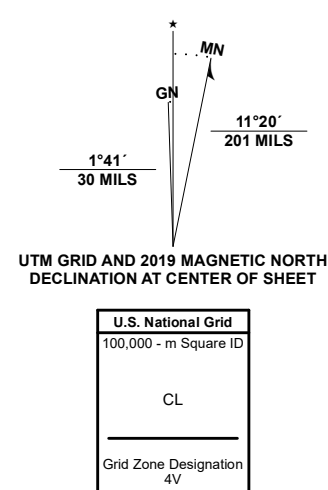 ★
MN
GN
11°20´
201 MILS
1°41´
30 MILS
UTM GRID AND 2019 MAGNETIC NORTH
DECLINATION AT CENTER OF SHEET
U.S. National Grid
100,000 - m Square ID
CL
Grid Zone Designation
4V